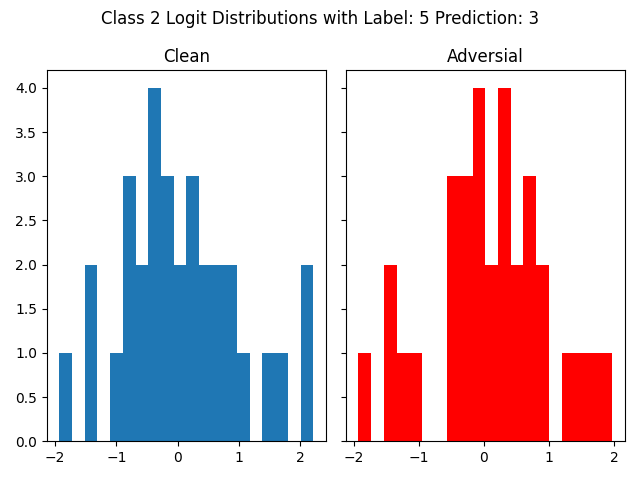 Class 2 Logit Distributions with Label: 5 Prediction: 3
Clean
Adversial
4.0
3.5
3.0
2.5
2.0
1.5
1.0
0.5
0.0
−2 −1 0 1 2
−2 −1 0 1 2